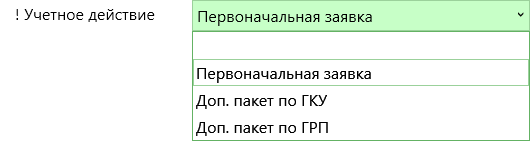 ! Учетное действие Первоначальная заявка
Первоначальная заявка
Доп. пакет по ГКУ
Доп. пакет по ГРП